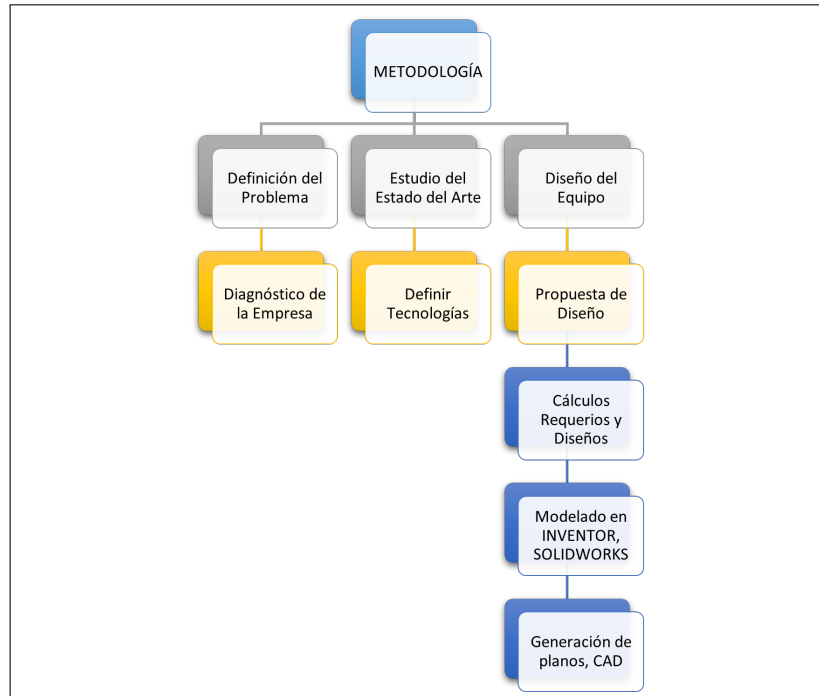 METODOLOGÍA
Definición del
Problema
Estudio del
Estado del Arte
Diseño del
Equipo
Diagnóstico de
la Empresa
Definir
Tecnologías
Propuesta de
Diseño
Cálculos
Requerios y
Diseños
Modelado en
INVENTOR,
SOLIDWORKS
Generación de
planos, CAD